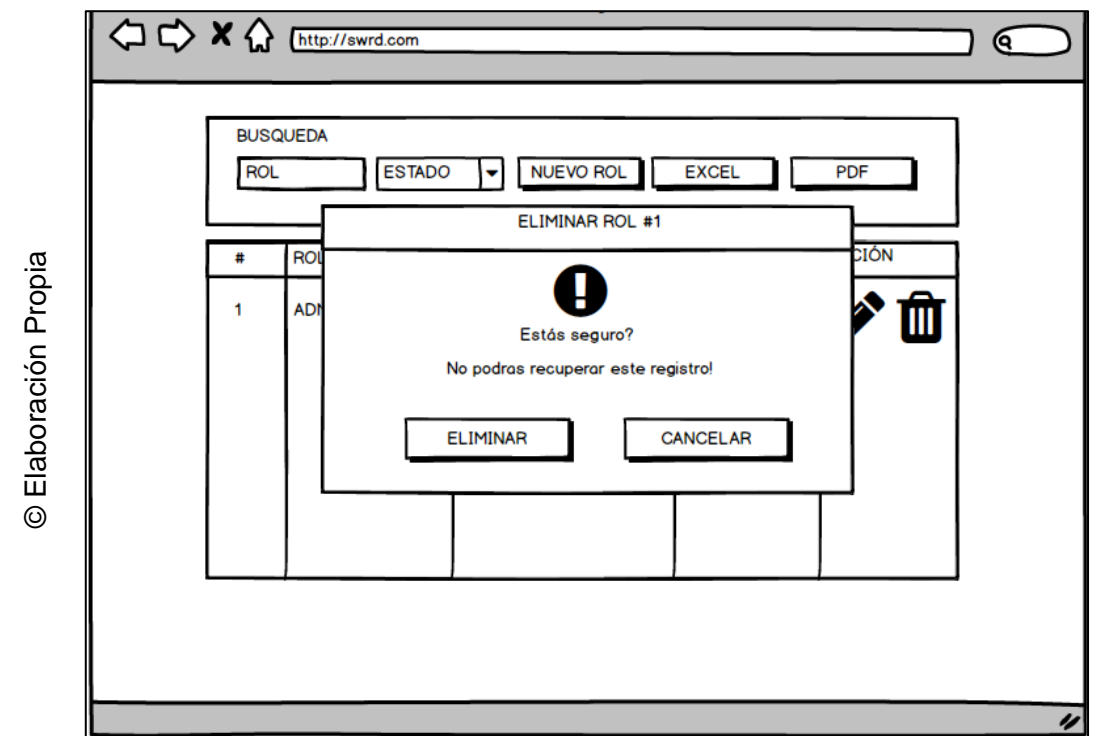 © Elaboración Propia
http://swrd.com
BUSQUEDA
ROL ESTADO NUEVO ROL EXCEL PDF
ELIMINAR ROL #1
# ROL CIÓN
1
Estás seguro?
No podras recuperar este registro!
ELIMINAR CANCELAR